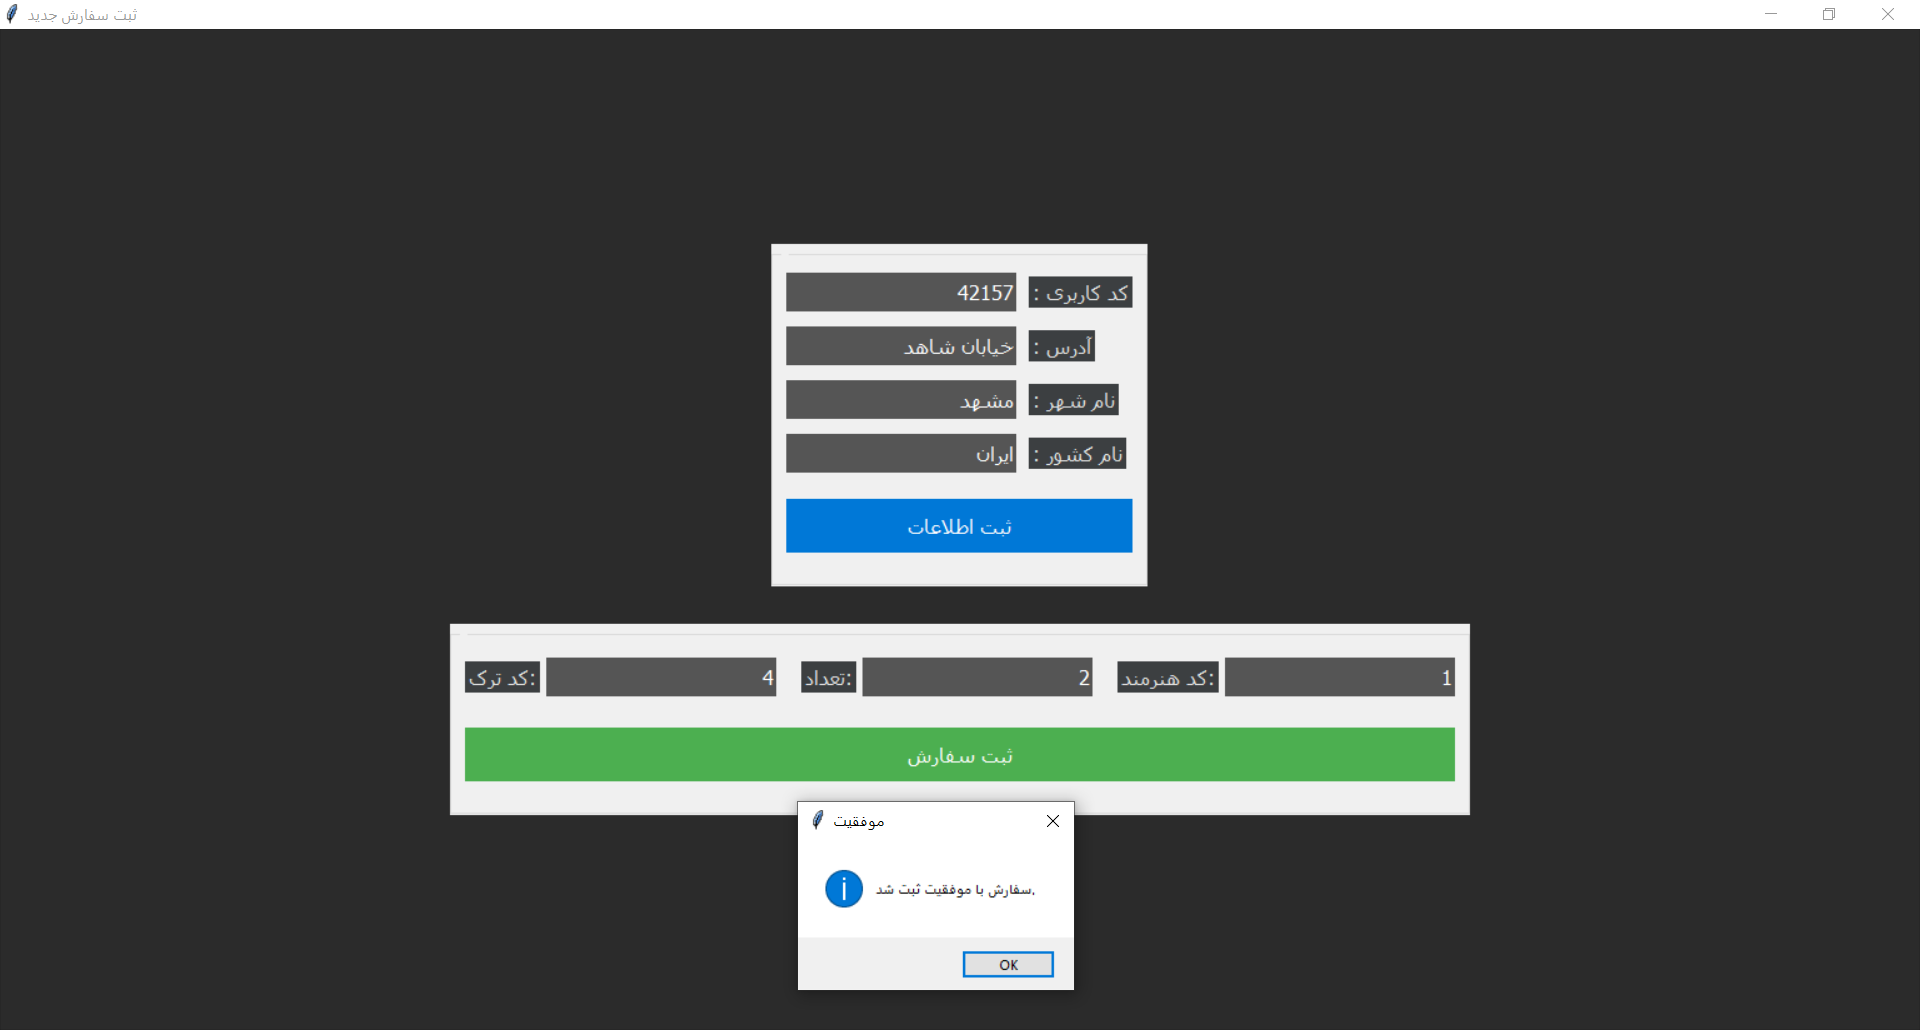 ثبت سفارش جدید
کد کاربری : 42157
آدرس : خیابان شاهد
نام شهر : مشهد
نام کشور : ایران
ثبت اطلاعات
کد ترک: 4 تعداد: 2 کد هنرمند: 1
ثبت سفارش
موفقیت
سفارش با موفقیت ثبت شد.
OK